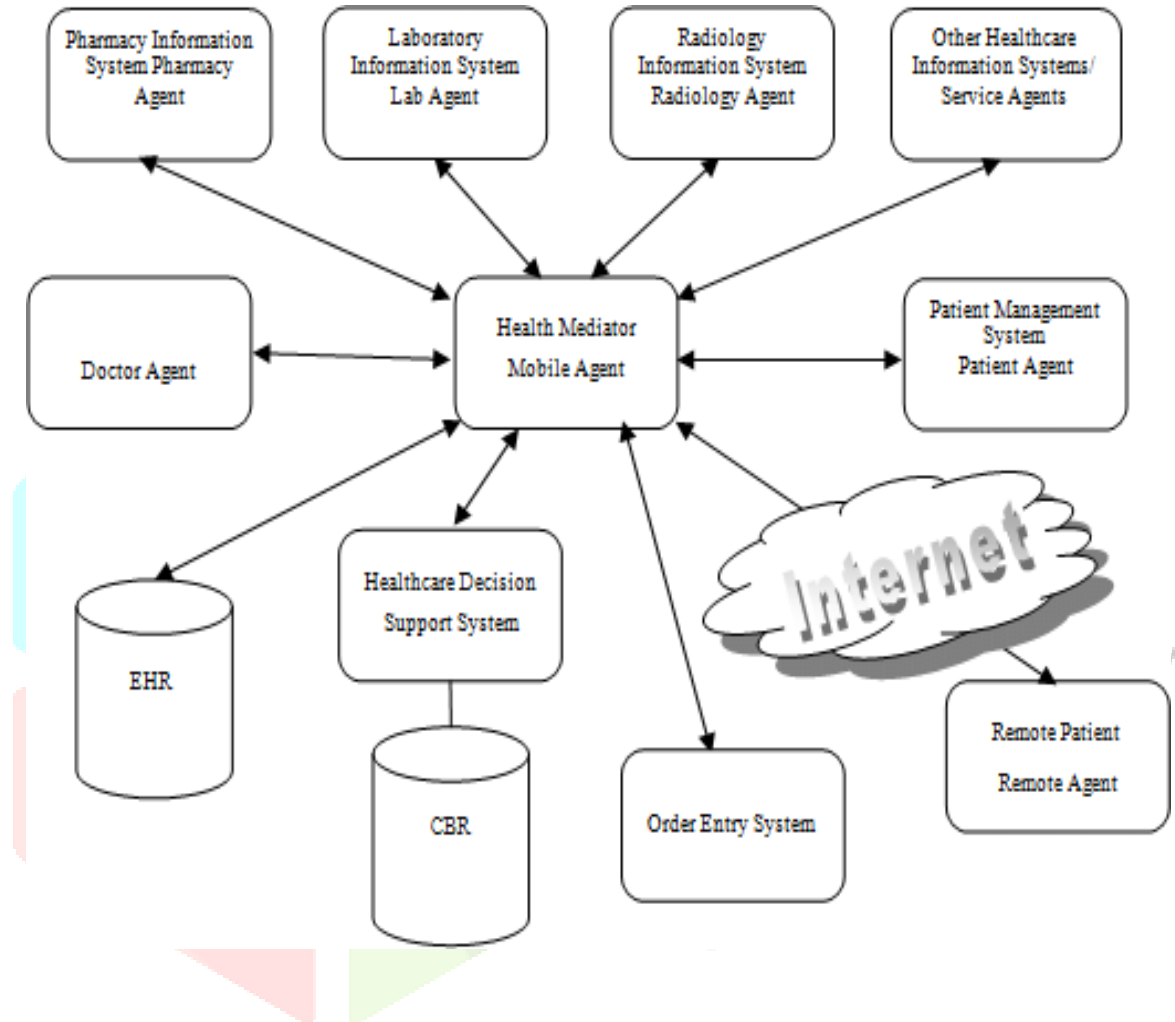 Pharmacy Information
System Pharmacy
Agent
Laboratory
Information System
Lab Agent
Radiology
Information System
Radiology Agent
Other Healthcare
Information Systems/
Service Agents
Doctor Agent
Health Mediator
Mobile Agent
Patient Management
System
Patient Agent
EHR
Healthcare Decision
Support System
CBR
Order Entry System
Internet
Remote Patient
Remote Agent